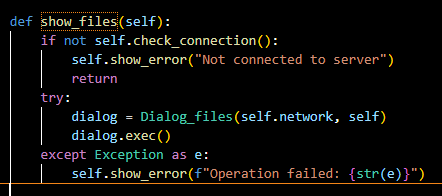 def show_files(self):
    if not self.check_connection():
        self.show_error("Not connected to server")
        return
    try:
        dialog = Dialog_files(self.network, self)
        dialog.exec()
    except Exception as e:
        self.show_error(f"Operation failed: {str(e)}")